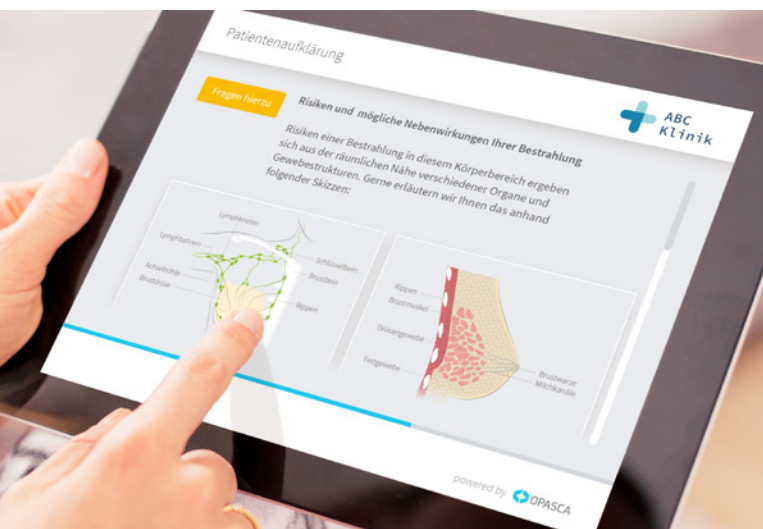 Patientenaufklärung
ABC
Klinik
Fragen hierzu
Risiken und mögliche Nebenwirkungen Ihrer Bestrahlung
Risiken einer Bestrahlung in diesem Körperbereich ergeben
sich aus der räumlichen Nähe verschiedener Organe und
Gewebestrukturen. Gerne erläutern wir Ihnen das anhand
folgender Skizzen:
Lymphknoten
Lymphbahnen
Achselhöhle
Brustdrüse
Schlüsselbein
Brustbein
Rippen
Rippen
Brustmuskel
Drüsengewebe
Fettgewebe
Brustwarze
Milchkanäle
powered by OPASCA